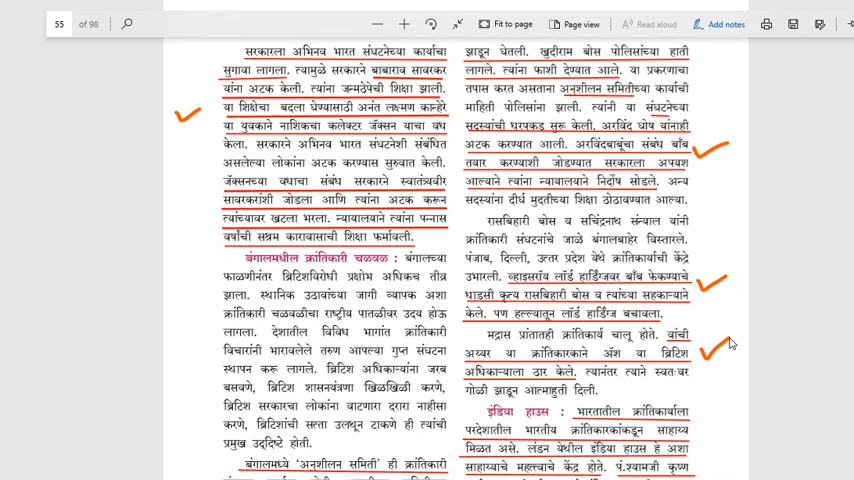 55 of 98
Fit to page
Page view
Read aloud
Add notes
सरकारला अभिनव भारत संघटनेच्या कार्याचा
सुगावा लागला. त्यामुळे सरकारने बाबाराव सावरकर
यांना अटक केली. त्यांना जन्मठेपेची शिक्षा झाली.
या शिक्षेचा बदला घेण्यासाठी अनंत लक्ष्मण कान्हेरे
या युवकाने नाशिकचा कलेक्टर जॅक्सन याचा वध
केला. सरकारने अभिनव भारत संघटनेशी संबंधित
असलेल्या लोकांना अटक करण्यास सुरुवात केली.
जॅक्सनच्या वधाचा संबंध सरकारने स्वातंत्र्यवीर
सावरकरांशी जोडला आणि त्यांना अटक करून
त्यांच्यावर खटला भरला. न्यायालयाने त्यांना पन्नास
वर्षांची सश्रम कारावासाची शिक्षा फर्मावली.
बंगालमधील क्रांतिकारी चळवळ : बंगालच्या
फाळणीनंतर ब्रिटिशविरोधी प्रक्षोभ अधिकच तीव्र
झाला. स्थानिक उठावांच्या जागी व्यापक अशा
क्रांतिकारी चळवळीचा राष्ट्रीय पातळीवर उदय होऊ
लागला. देशातील विविध भागांत क्रांतिकारी
विचारांनी भारावलेले तरुण आपल्या गुप्त संघटना
स्थापन करू लागले. ब्रिटिश अधिकाऱ्यांना जरब
बसवणे, ब्रिटिश शासनयंत्रणा खिळखिळी करणे,
ब्रिटिश सरकारचा लोकांना वाटणारा दरारा नाहीसा
करणे, ब्रिटिशांची सत्ता उलथून टाकणे ही त्यांची
प्रमुख उद्‌दिष्टे होती.
बंगालमध्ये 'अनुशीलन समिती' ही क्रांतिकारी
झाडून घेतली. खुदीराम बोस पोलिसांच्या हाती
लागले. त्यांना फाशी देण्यात आले. या प्रकरणाचा
तपास करत असताना अनुशीलन समितीच्या कार्याची
माहिती पोलिसांना झाली. त्यांनी या संघटनेच्या
सदस्यांची धरपकड सुरू केली. अरविंद घोष यांनाही
अटक करण्यात आली. अरविंदबाबूंचा संबंध बाँब
तयार करण्याशी जोडण्यात सरकारला अपयश
आल्याने त्यांना न्यायालयाने निर्दोष सोडले. अन्य
सदस्यांना दीर्घ मुदतीच्या शिक्षा ठोठावण्यात आल्या.
रासबिहारी बोस व सचिंद्रनाथ संन्याल यांनी
क्रांतिकारी संघटनांचे जाळे बंगालबाहेर विस्तारले.
पंजाब, दिल्ली, उत्तर प्रदेश येथे क्रांतिकार्याची केंद्रे
उभारली. व्हाइसरॉय लॉर्ड हार्डिंग्जवर बाँब फेकण्याचे
धाडसी कृत्य रासबिहारी बोस व त्यांच्या सहकाऱ्याने
केले. पण हल्ल्यातून लॉर्ड हार्डिंग्ज बचावला.
मद्रास प्रांतातही क्रांतिकार्य चालू होते. वांची
अय्यर या क्रांतिकारकाने अ‍ॅश या ब्रिटिश
अधिकाऱ्याला ठार केले. त्यानंतर त्याने स्वतःवर
गोळी झाडून आत्माहुती दिली.
इंडिया हाउस : भारतातील क्रांतिकार्याला
परदेशातील भारतीय क्रांतिकारकांकडून साहाय्य
मिळत असे. लंडन येथील इंडिया हाउस हे अशा
साहाय्याचे महत्त्वाचे केंद्र होते. पं.श्यामजी कृष्ण